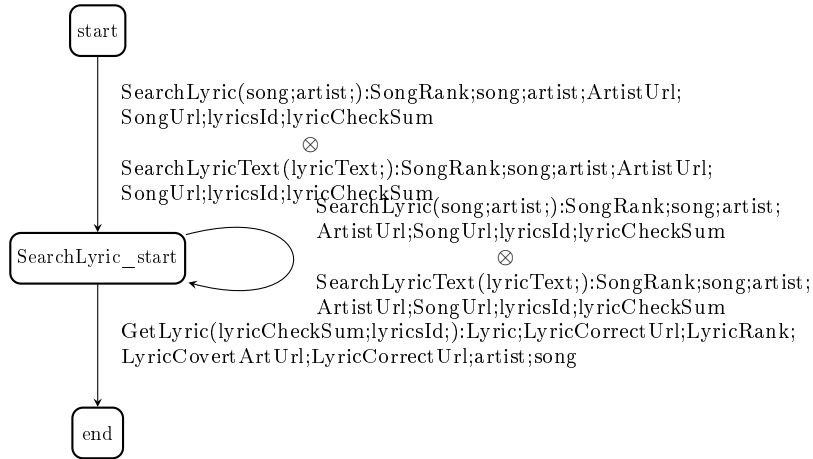 start
SearchLyric(song;artist;):SongRank;song;artist;ArtistUrl;
SongUrl;lyricsId;lyricCheckSum
⊗
SearchLyricText(lyricText;):SongRank;song;artist;ArtistUrl;
SongUrl;lyricsId;lyricCheckSum
SearchLyric(song;artist;):SongRank;song;artist;
ArtistUrl;SongUrl;lyricsId;lyricCheckSum
⊗
SearchLyricText(lyricText;):SongRank;song;artist;
ArtistUrl;SongUrl;lyricsId;lyricCheckSum
SearchLyric_start
GetLyric(lyricCheckSum;lyricsId;):Lyric;LyricCorrectUrl;LyricRank;
LyricCovertArtUrl;LyricCorrectUrl;artist;song
end